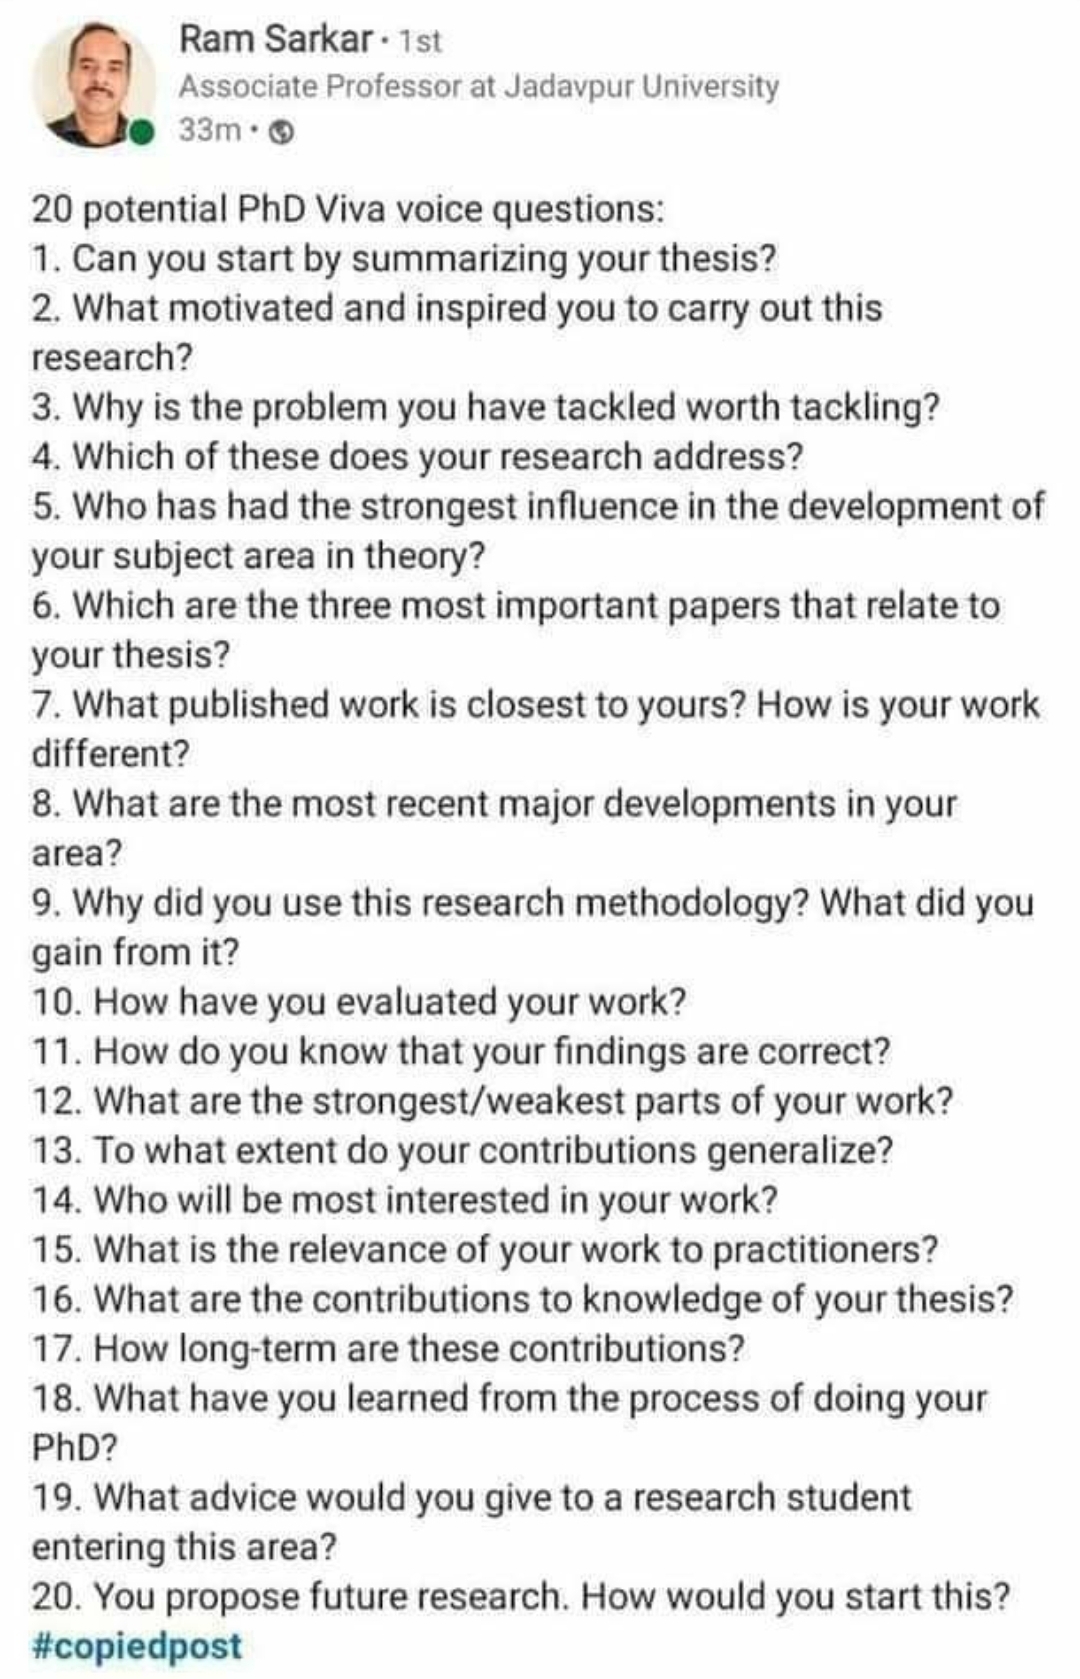 Ram Sarkar · 1st
Associate Professor at Jadavpur University
33m ·
20 potential PhD Viva voice questions:
1. Can you start by summarizing your thesis?
2. What motivated and inspired you to carry out this
research?
3. Why is the problem you have tackled worth tackling?
4. Which of these does your research address?
5. Who has had the strongest influence in the development of
your subject area in theory?
6. Which are the three most important papers that relate to
your thesis?
7. What published work is closest to yours? How is your work
different?
8. What are the most recent major developments in your
area?
9. Why did you use this research methodology? What did you
gain from it?
10. How have you evaluated your work?
11. How do you know that your findings are correct?
12. What are the strongest/weakest parts of your work?
13. To what extent do your contributions generalize?
14. Who will be most interested in your work?
15. What is the relevance of your work to practitioners?
16. What are the contributions to knowledge of your thesis?
17. How long-term are these contributions?
18. What have you learned from the process of doing your
PhD?
19. What advice would you give to a research student
entering this area?
20. You propose future research. How would you start this?
#copiedpost